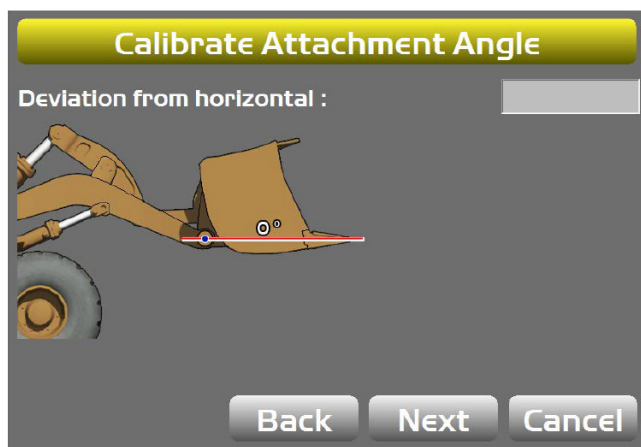 Calibrate Attachment Angle
Deviation from horizontal :
0°
Back Next Cancel